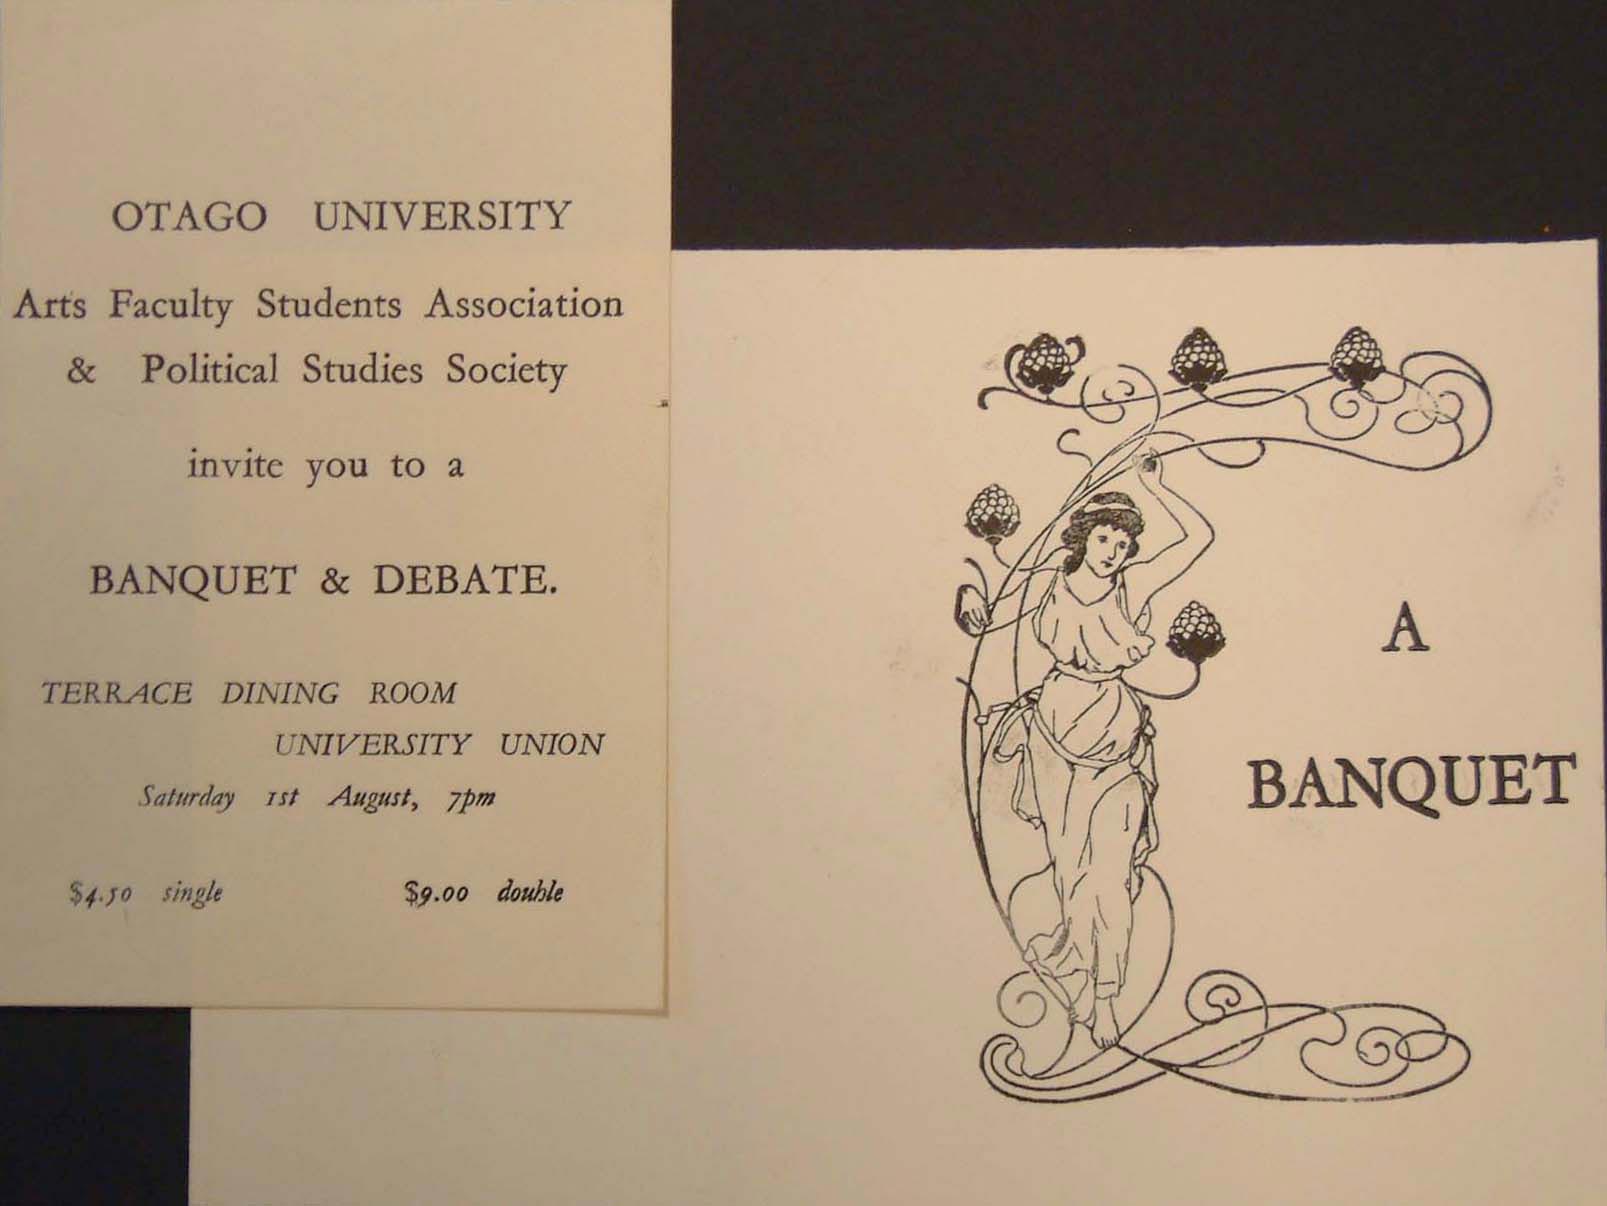 OTAGO UNIVERSITY
Arts Faculty Students Association
& Political Studies Society
invite you to a
BANQUET & DEBATE.
TERRACE DINING ROOM
UNIVERSITY UNION
Saturday 1st August, 7pm
$4.50 single $9.00 double
A
BANQUET